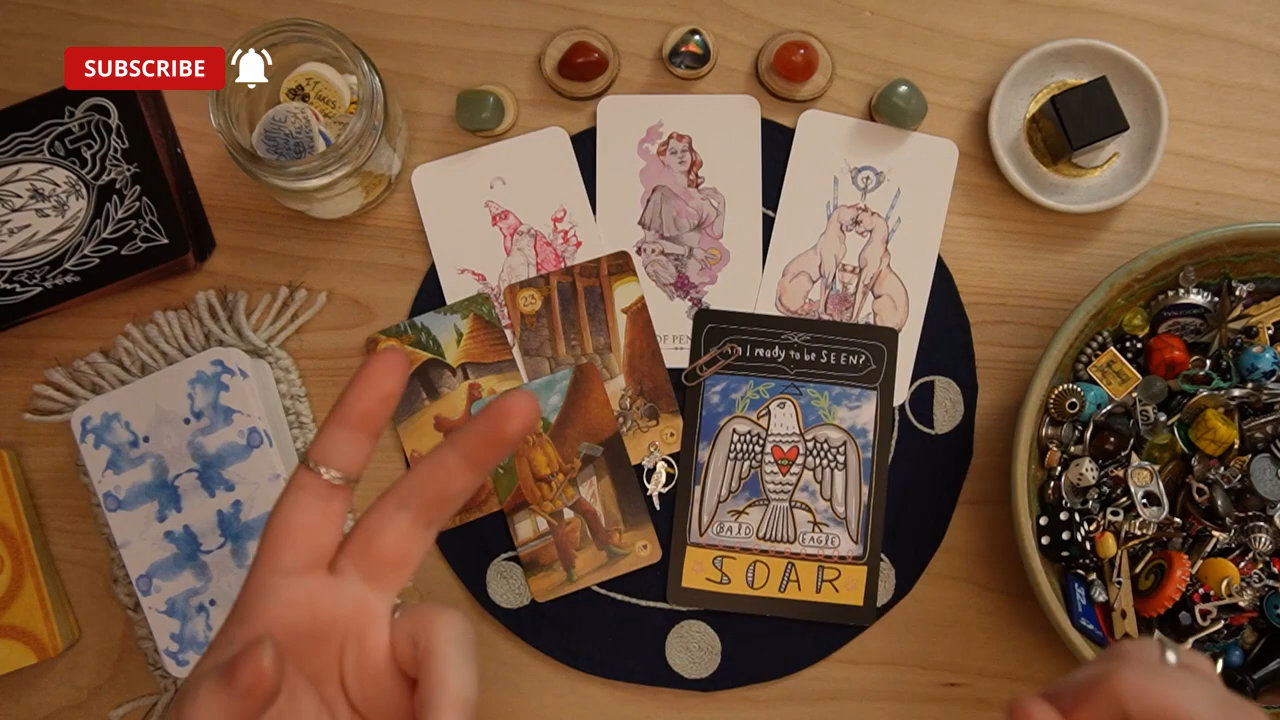 SUBSCRIBE
I ready to be SEEN?
23
OF PEN
BALD
EAGLE
SOAR